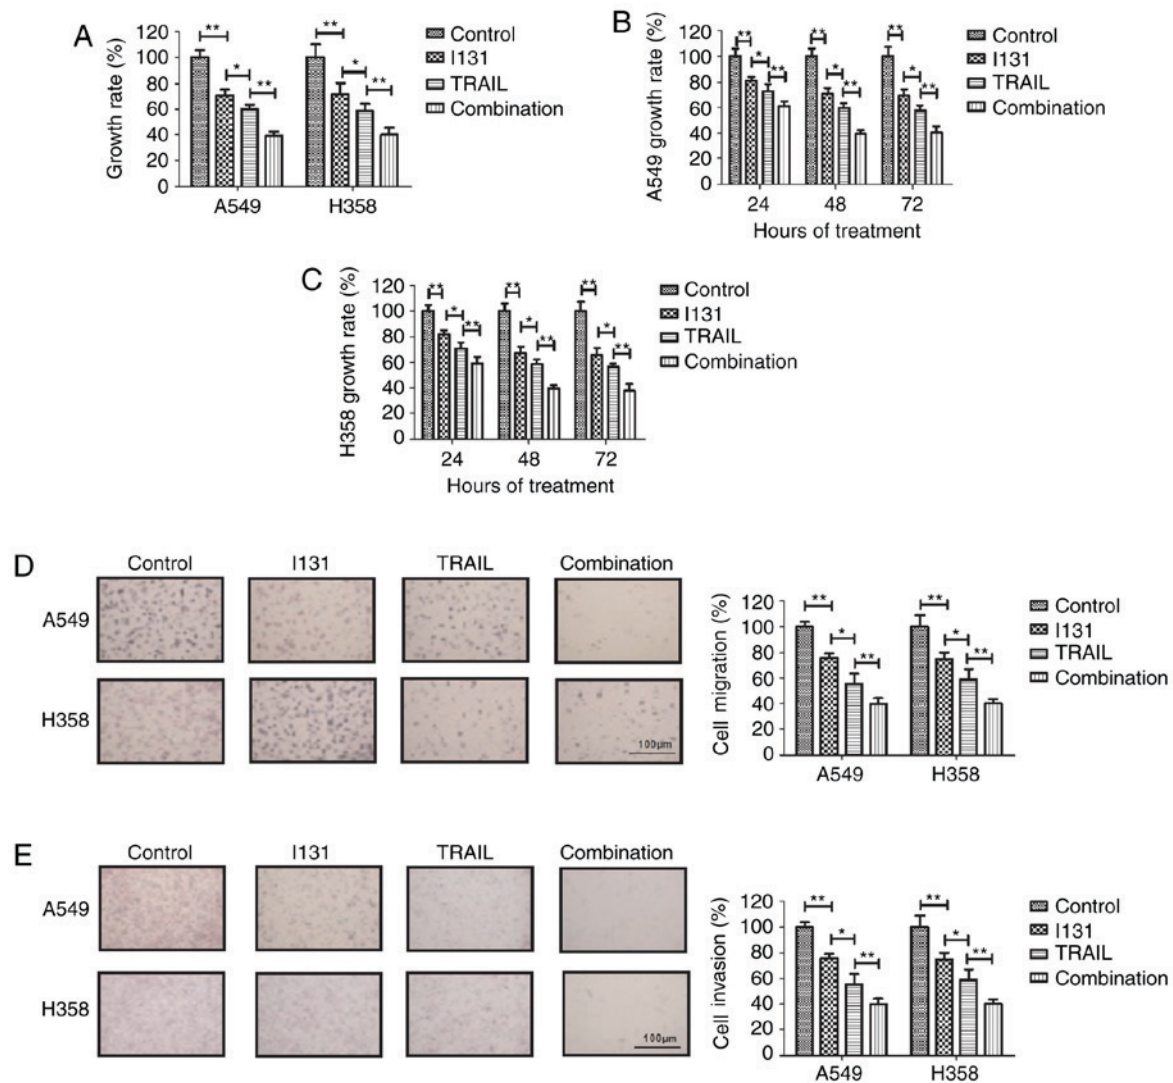 A
Growth rate (%)
120
100
80
60
40
20
0
** * **
** * **
A549 H358
Control
I131
TRAIL
Combination
B
A549 growth rate (%)
120
100
80
60
40
20
0
** * **
** * **
** * **
24 48 72
Hours of treatment
Control
I131
TRAIL
Combination
C
H358 growth rate (%)
120
100
80
60
40
20
0
** * **
** * **
** * **
24 48 72
Hours of treatment
Control
I131
TRAIL
Combination
D
Control I131 TRAIL Combination
A549
H358
100µm
Cell migration (%)
120
100
80
60
40
20
0
** * **
** * **
A549 H358
Control
I131
TRAIL
Combination
E
Control I131 TRAIL Combination
A549
H358
100µm
Cell invasion (%)
120
100
80
60
40
20
0
** * **
** * **
A549 H358
Control
I131
TRAIL
Combination